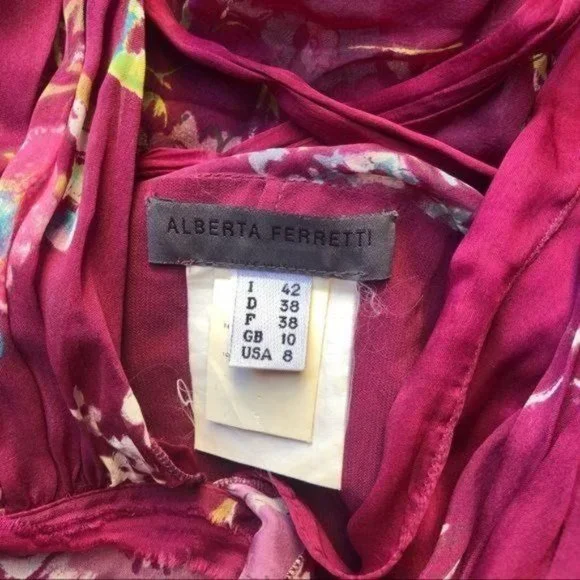 ALBERTA FERRETTI
I 42
D 38
F 38
GB 10
USA 8